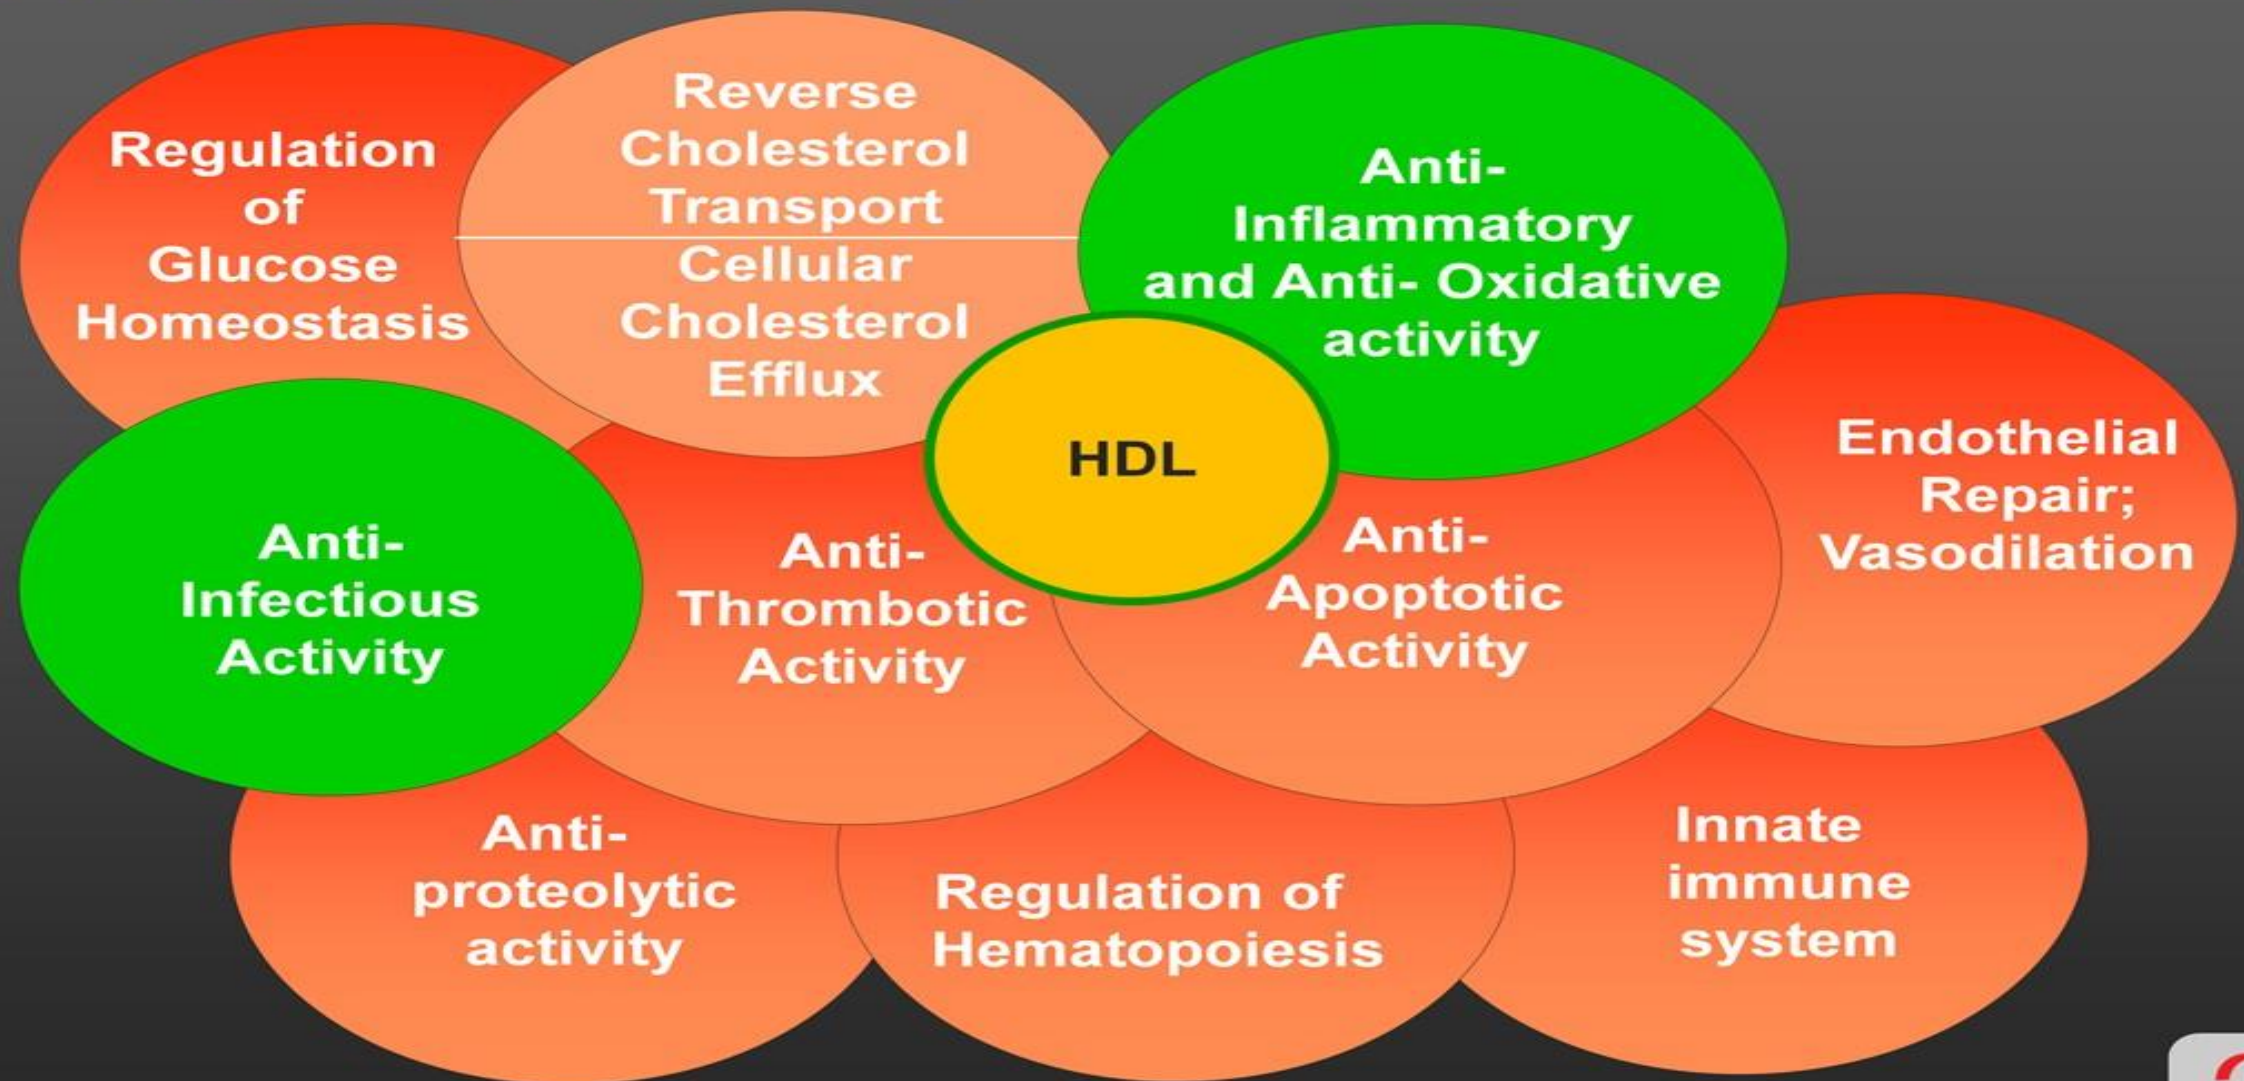 Regulation
of
Glucose
Homeostasis
Reverse
Cholesterol
Transport
Cellular
Cholesterol
Efflux
Anti-
Inflammatory
and Anti- Oxidative
activity
HDL
Endothelial
Repair;
Vasodilation
Anti-
Infectious
Activity
Anti-
Thrombotic
Activity
Anti-
Apoptotic
Activity
Anti-
proteolytic
activity
Regulation of
Hematopoiesis
Innate
immune
system